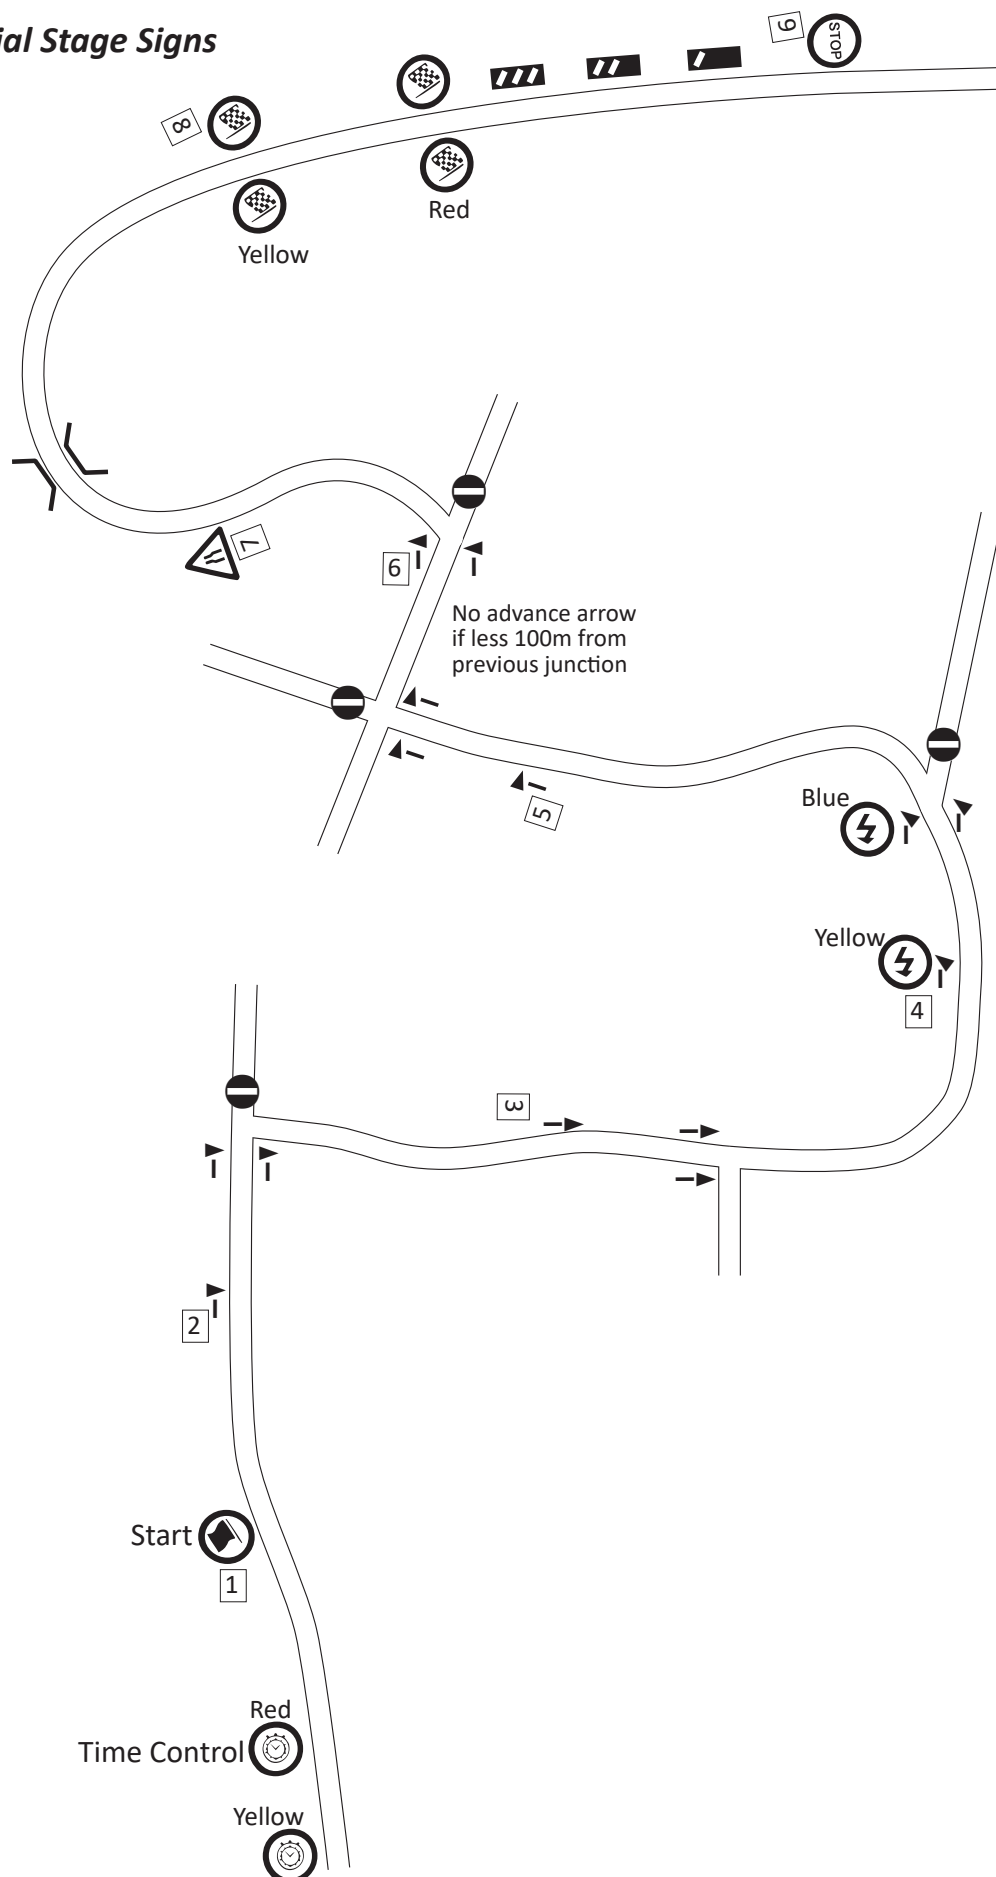 ial Stage Signs
9
STOP
8
Red
Yellow
7
6
No advance arrow
if less 100m from
previous junction
Blue
5
Yellow
4
3
2
Start
1
Red
Time Control
Yellow